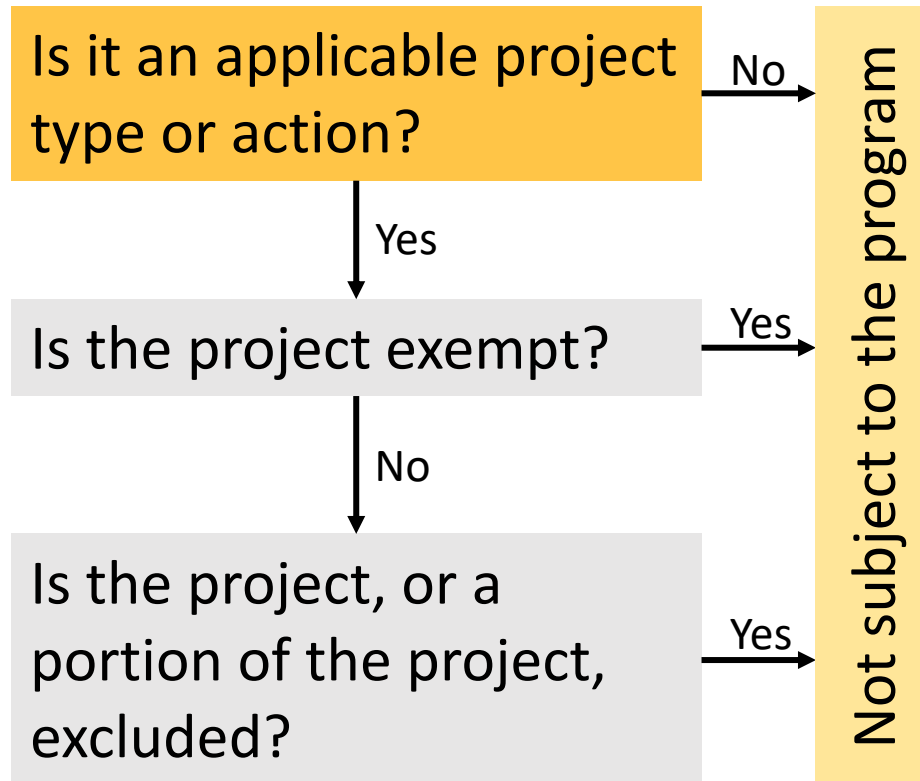 Is it an applicable project
type or action?
No
Yes
Is the project exempt?
Yes
No
Is the project, or a
portion of the project,
excluded?
Yes
Not subject to the program